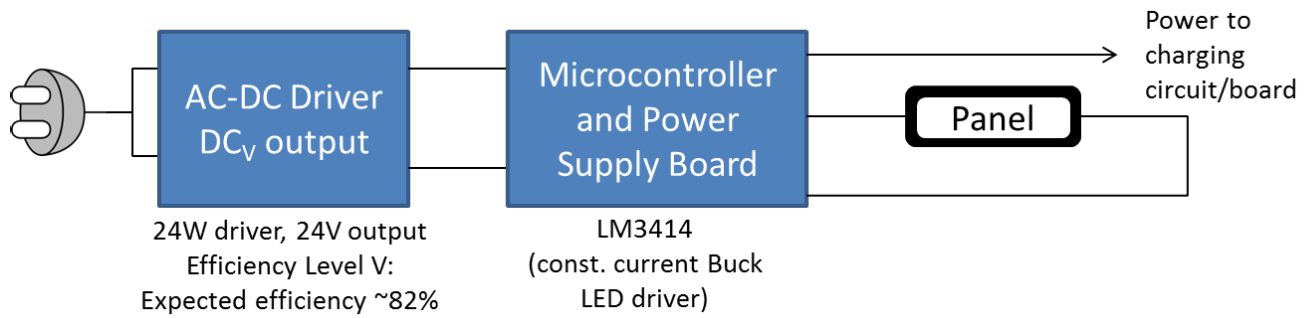 AC-DC Driver
DCV output
24W driver, 24V output
Efficiency Level V:
Expected efficiency ~82%
Microcontroller
and Power
Supply Board
LM3414
(const. current Buck
LED driver)
Panel
Power to
charging
circuit/board